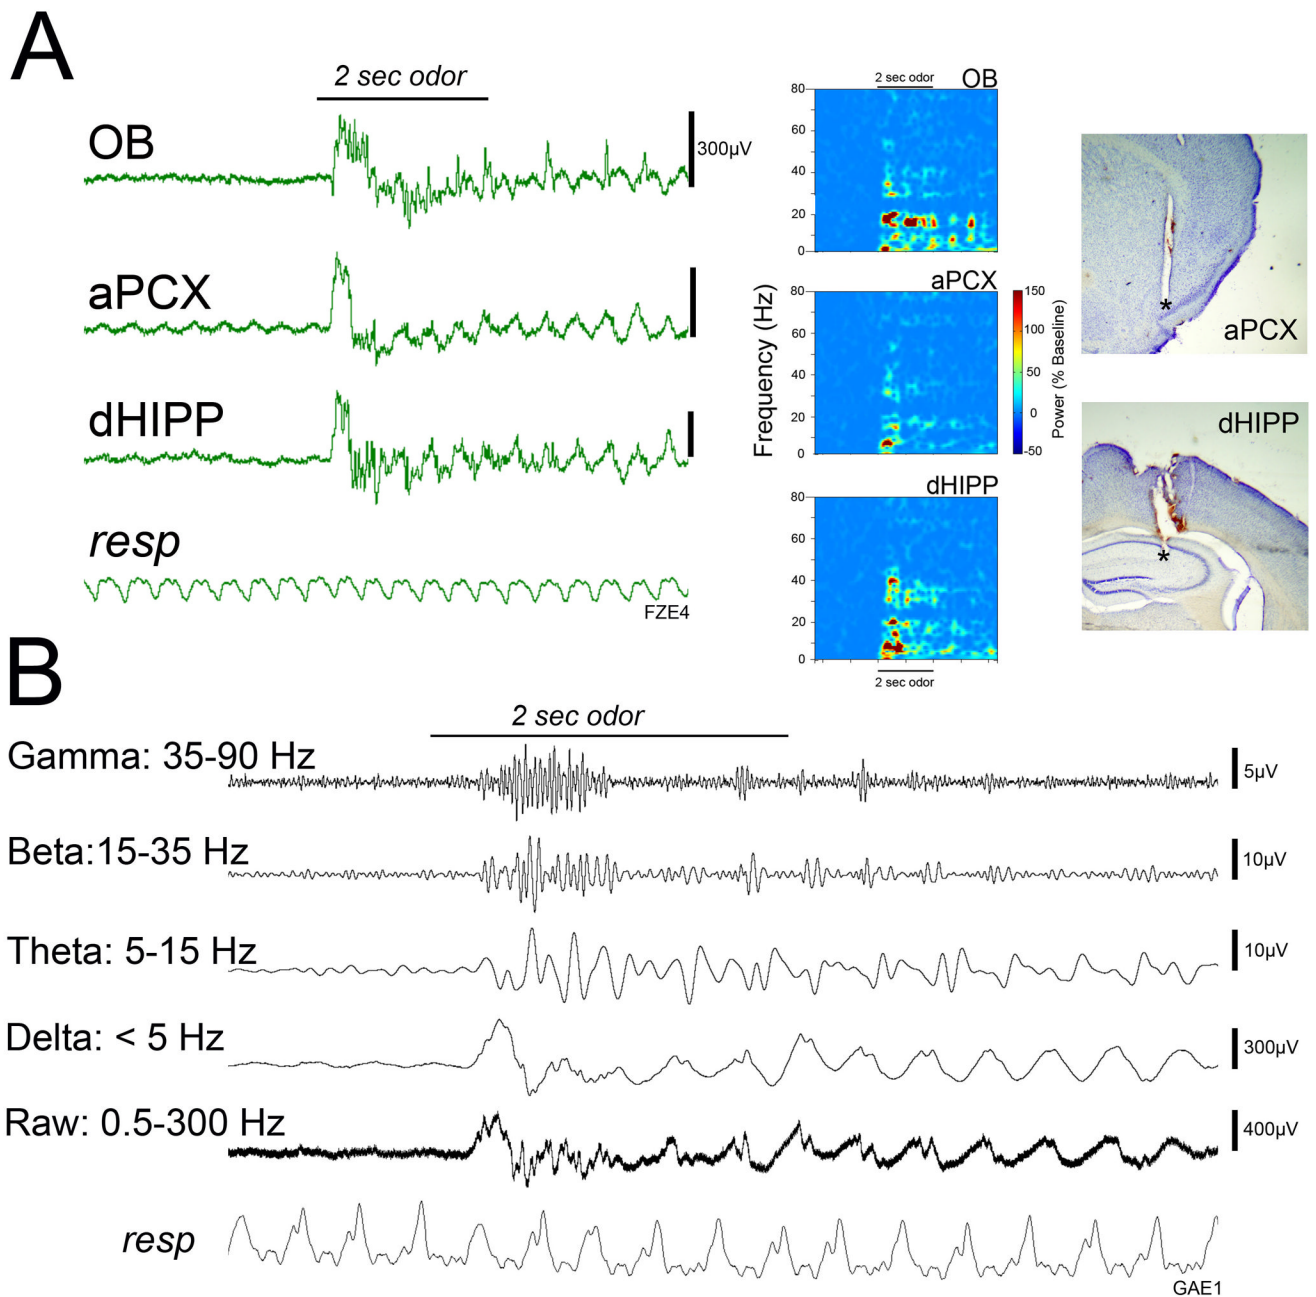 A
2 sec odor
OB
300µV
aPCX
dHIPP
resp
FZE4
2 sec odor
OB
80
60
40
20
0
aPCX
80
60
40
20
0
Frequency (Hz)
150
100
50
0
-50
Power (% Baseline)
dHIPP
80
60
40
20
0
2 sec odor
*
aPCX
dHIPP
*
B
2 sec odor
Gamma: 35-90 Hz
5µV
Beta:15-35 Hz
10µV
Theta: 5-15 Hz
10µV
Delta: < 5 Hz
300µV
Raw: 0.5-300 Hz
400µV
resp
GAE1